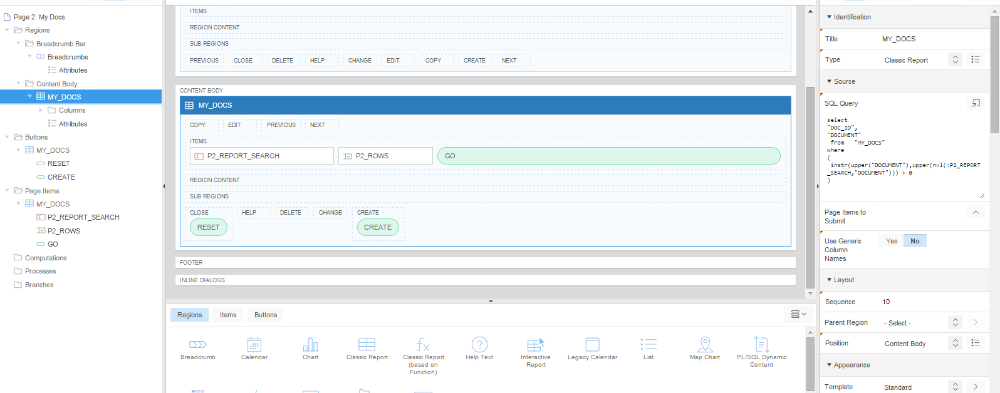 Page 2: My Docs
Regions
Breadcrumb Bar
Breadcrumbs
Attributes
Content Body
MY_DOCS
Columns
Attributes
Buttons
MY_DOCS
RESET
CREATE
Page Items
MY_DOCS
P2_REPORT_SEARCH
P2_ROWS
GO
Computations
Processes
Branches
ITEMS
REGION CONTENT
SUB REGIONS
PREVIOUS CLOSE DELETE HELP CHANGE EDIT COPY CREATE NEXT
CONTENT BODY
MY_DOCS
COPY EDIT PREVIOUS NEXT
ITEMS
P2_REPORT_SEARCH P2_ROWS GO
REGION CONTENT
SUB REGIONS
CLOSE HELP DELETE CHANGE CREATE
RESET CREATE
FOOTER
INLINE DIALOGS
Regions Items Buttons
Breadcrumb Calendar Chart Classic Report Classic Report Help Text Interactive Legacy Calendar List Map Chart PL/SQL Dynamic
(based on Report Content
Function)
Identification
Title MY_DOCS
Type Classic Report
Source
SQL Query
select
"DOC_ID",
"DOCUMENT"
from "MY_DOCS"
where
(
instr(upper("DOCUMENT"),upper(nvl(:P2_REPORT
_SEARCH,"DOCUMENT"))) > 0
)
Page Items to
Submit
Use Generic Yes No
Column
Names
Layout
Sequence 10
Parent Region - Select -
Position Content Body
Appearance
Template Standard